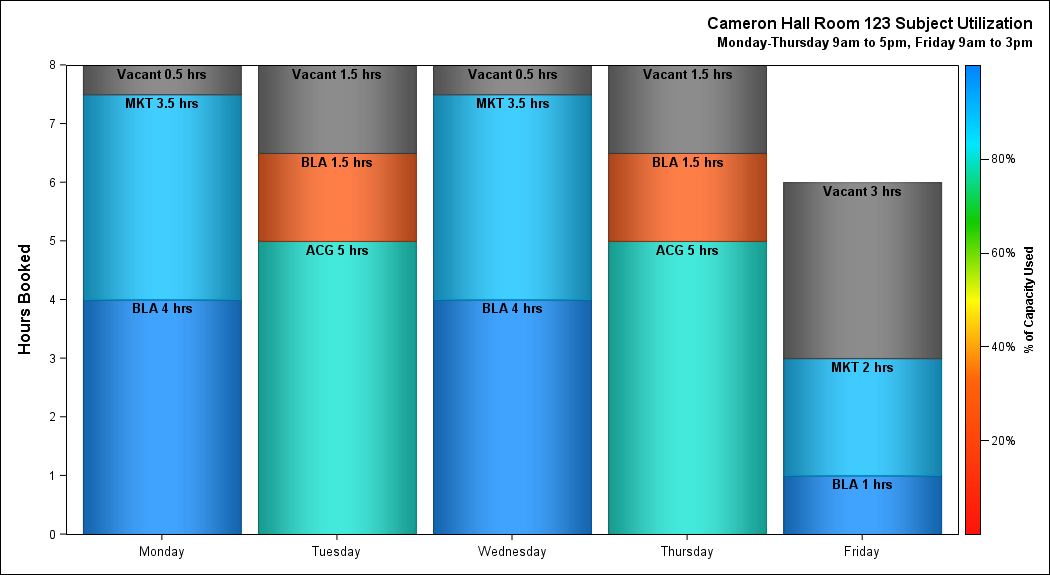 Cameron Hall Room 123 Subject Utilization
Monday-Thursday 9am to 5pm, Friday 9am to 3pm
Hours Booked
8
7
6
5
4
3
2
1
0
Vacant 0.5 hrs
MKT 3.5 hrs
BLA 4 hrs
Vacant 1.5 hrs
BLA 1.5 hrs
ACG 5 hrs
Vacant 0.5 hrs
MKT 3.5 hrs
BLA 4 hrs
Vacant 1.5 hrs
BLA 1.5 hrs
ACG 5 hrs
Vacant 3 hrs
MKT 2 hrs
BLA 1 hrs
Monday
Tuesday
Wednesday
Thursday
Friday
80%
60%
40%
20%
% of Capacity Used